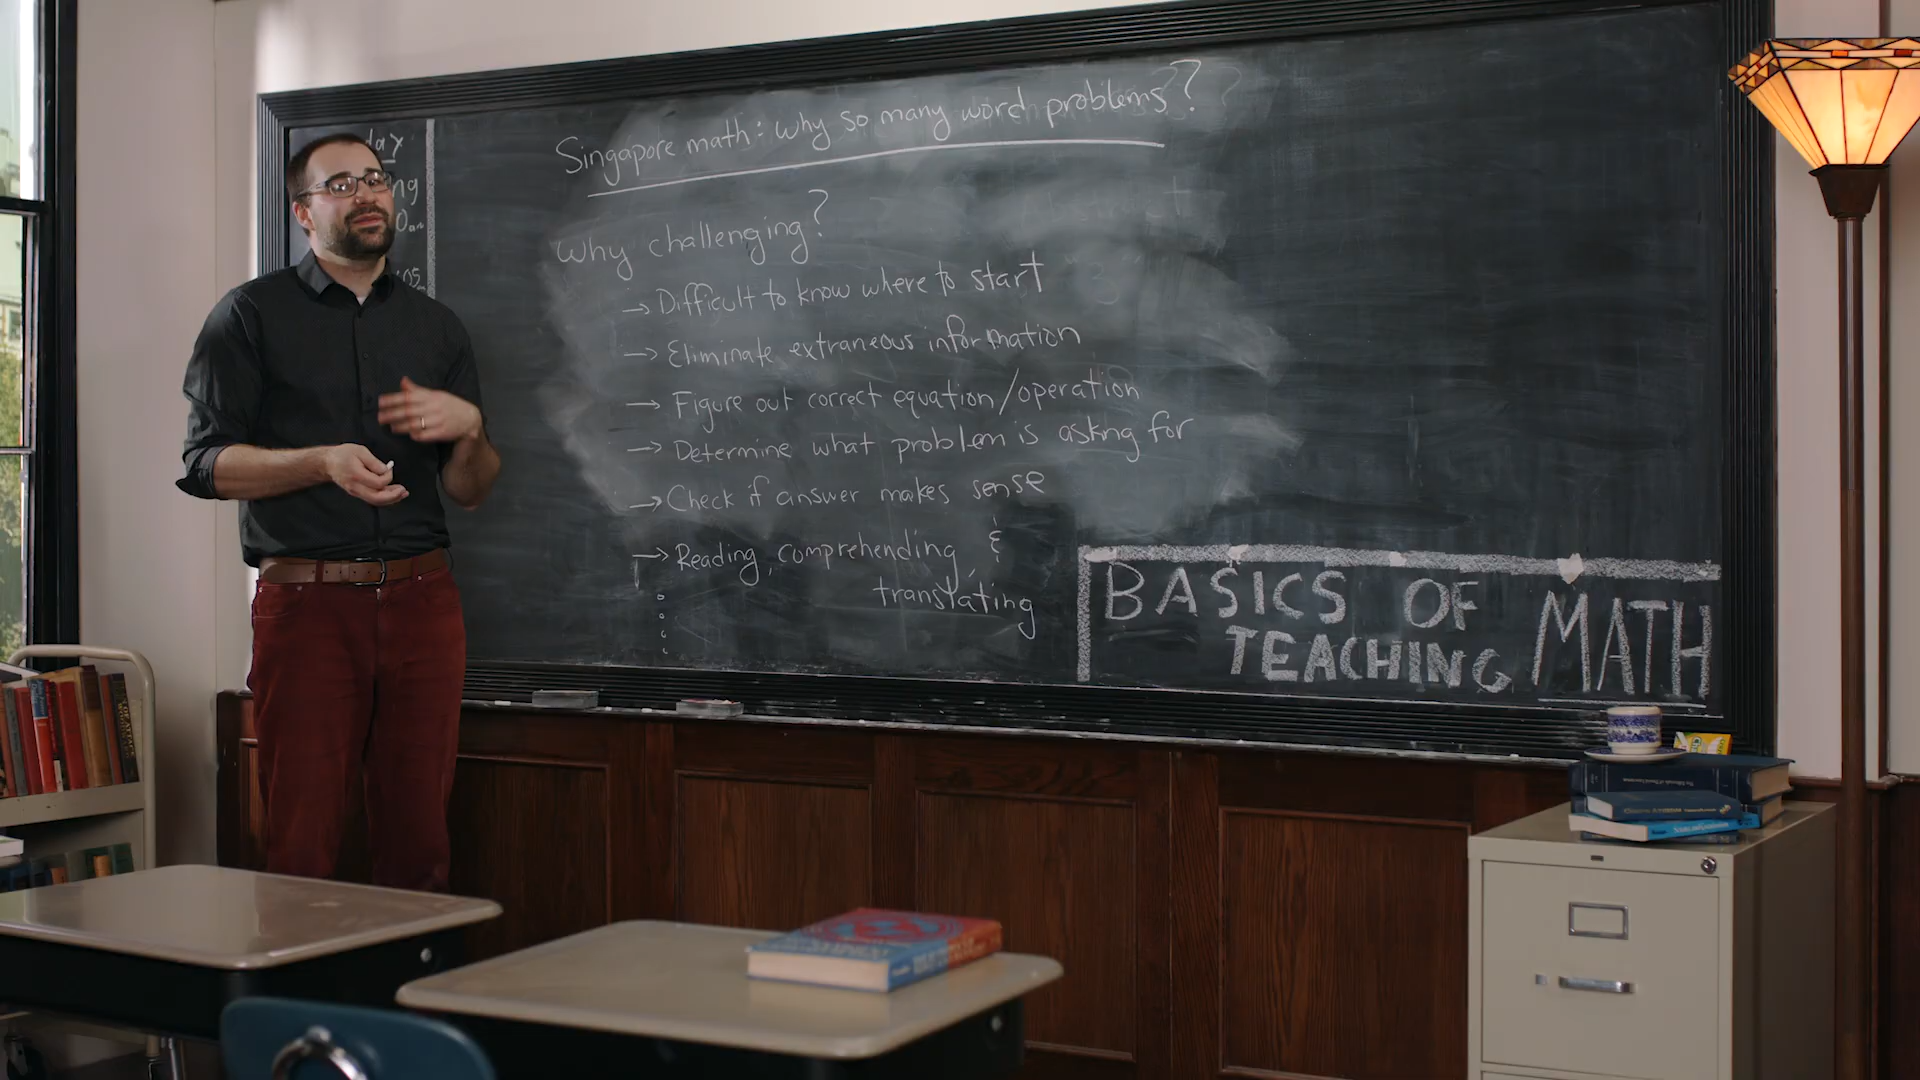 Singapore math: why so many word problems?
Why challenging?
→ Difficult to know where to start
→ Eliminate extraneous information
→ Figure out correct equation/operation
→ Determine what problem is asking for
→ Check if answer makes sense
→ Reading, comprehending, &
translating
BASICS OF
TEACHING MATH